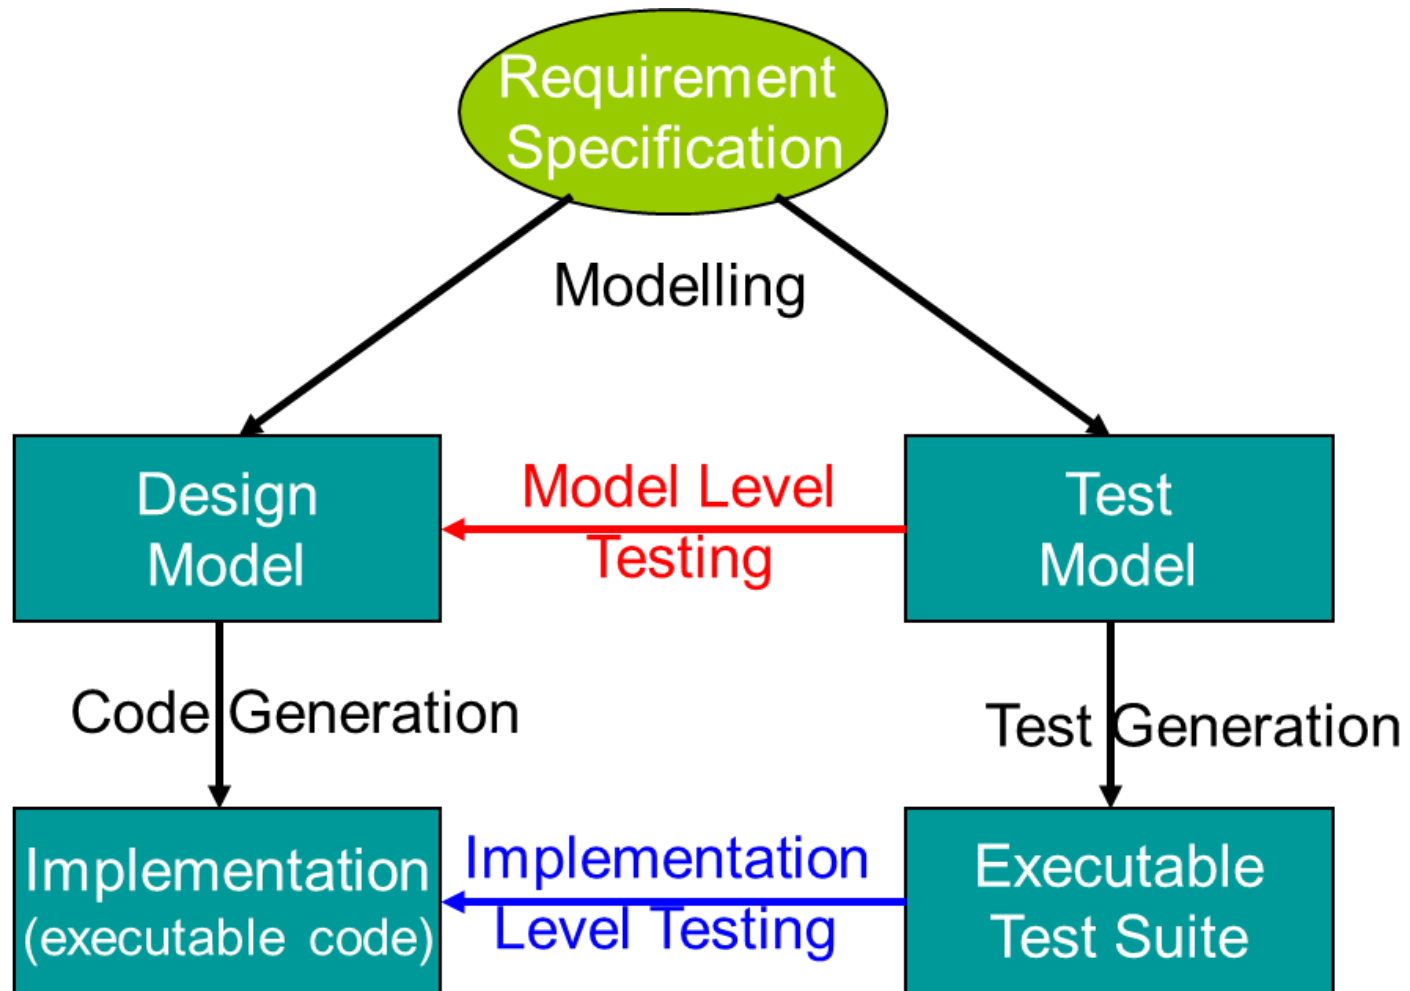 Requirement
Specification
Modelling
Design
Model
Model Level
Testing
Test
Model
Code Generation
Test Generation
Implementation
(executable code)
Implementation
Level Testing
Executable
Test Suite